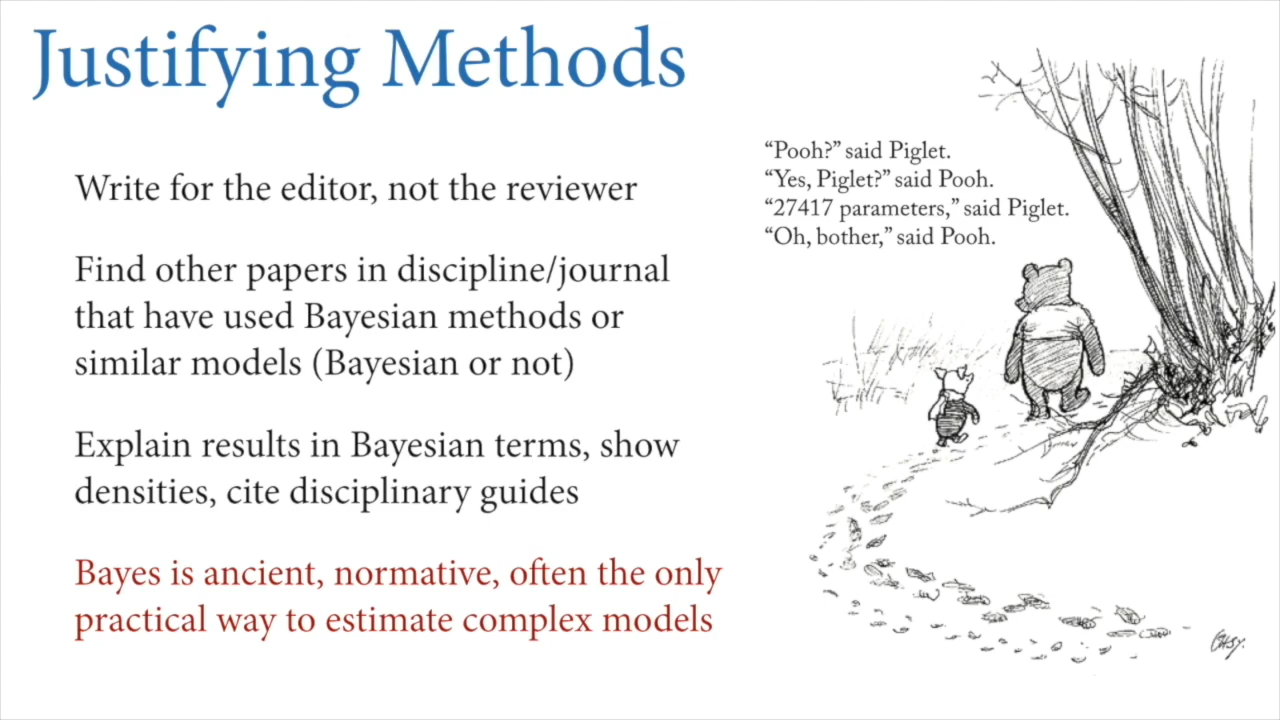 Justifying Methods
Write for the editor, not the reviewer
Find other papers in discipline/journal
that have used Bayesian methods or
similar models (Bayesian or not)
Explain results in Bayesian terms, show
densities, cite disciplinary guides
Bayes is ancient, normative, often the only
practical way to estimate complex models
“Pooh?” said Piglet.
“Yes, Piglet?” said Pooh.
“27417 parameters,” said Piglet.
“Oh, bother,” said Pooh.